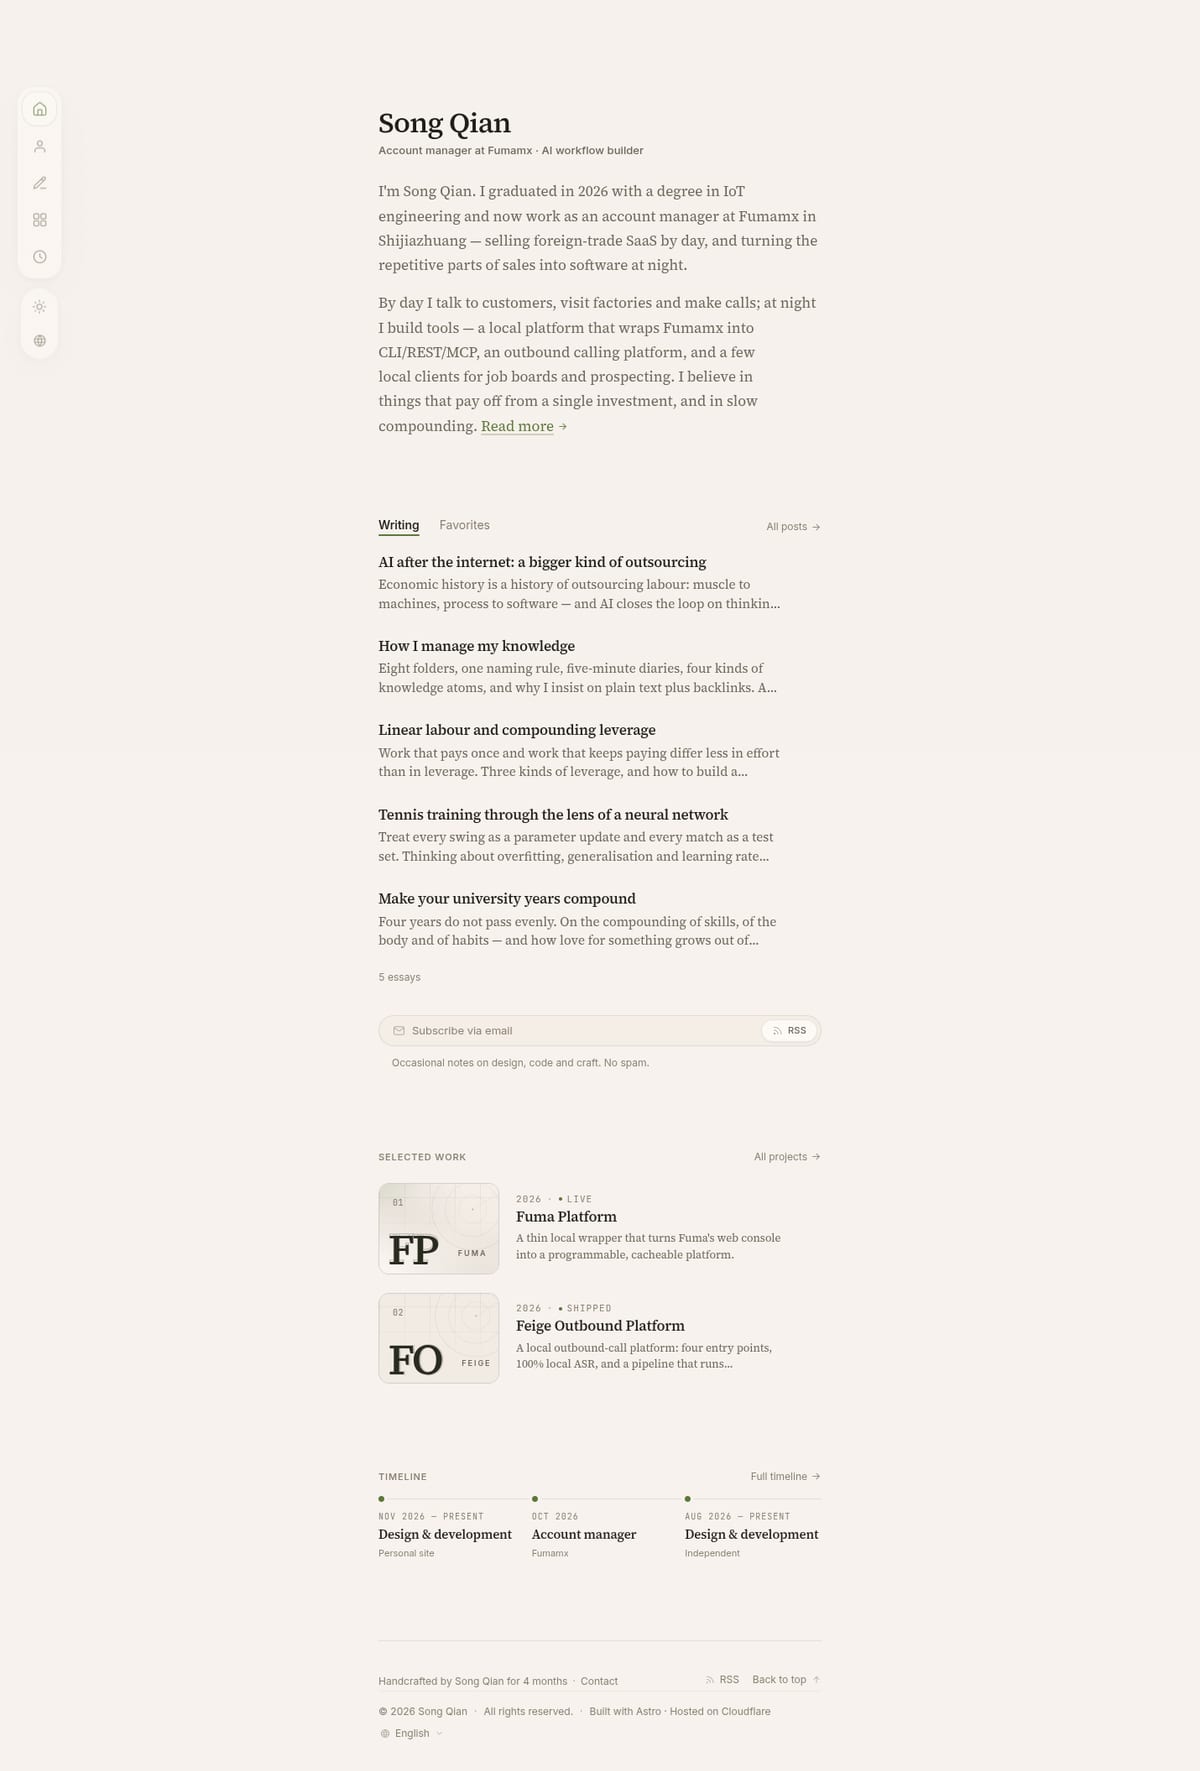 Song Qian
Account manager at Fumamx · AI workflow builder
I'm Song Qian. I graduated in 2026 with a degree in IoT
engineering and now work as an account manager at Fumamx in
Shijiazhuang — selling foreign-trade SaaS by day, and turning the
repetitive parts of sales into software at night.
By day I talk to customers, visit factories and make calls; at night
I build tools — a local platform that wraps Fumamx into
CLI/REST/MCP, an outbound calling platform, and a few
local clients for job boards and prospecting. I believe in
things that pay off from a single investment, and in slow
compounding. Read more →
Writing Favorites All posts →
AI after the internet: a bigger kind of outsourcing
Economic history is a history of outsourcing labour: muscle to
machines, process to software — and AI closes the loop on thinkin…
How I manage my knowledge
Eight folders, one naming rule, five-minute diaries, four kinds of
knowledge atoms, and why I insist on plain text plus backlinks. A…
Linear labour and compounding leverage
Work that pays once and work that keeps paying differ less in effort
than in leverage. Three kinds of leverage, and how to build a…
Tennis training through the lens of a neural network
Treat every swing as a parameter update and every match as a test
set. Thinking about overfitting, generalisation and learning rate…
Make your university years compound
Four years do not pass evenly. On the compounding of skills, of the
body and of habits — and how love for something grows out of…
5 essays
Subscribe via email RSS
Occasional notes on design, code and craft. No spam.
SELECTED WORK All projects →
01
FP FUMA
2026 · • LIVE
Fuma Platform
A thin local wrapper that turns Fuma's web console
into a programmable, cacheable platform.
02
FO FEIGE
2026 · • SHIPPED
Feige Outbound Platform
A local outbound-call platform: four entry points,
100% local ASR, and a pipeline that runs…
TIMELINE Full timeline →
NOV 2026 — PRESENT
Design & development
Personal site
OCT 2026
Account manager
Fumamx
AUG 2026 — PRESENT
Design & development
Independent
Handcrafted by Song Qian for 4 months · Contact RSS Back to top ↑
© 2026 Song Qian · All rights reserved. · Built with Astro · Hosted on Cloudflare
English